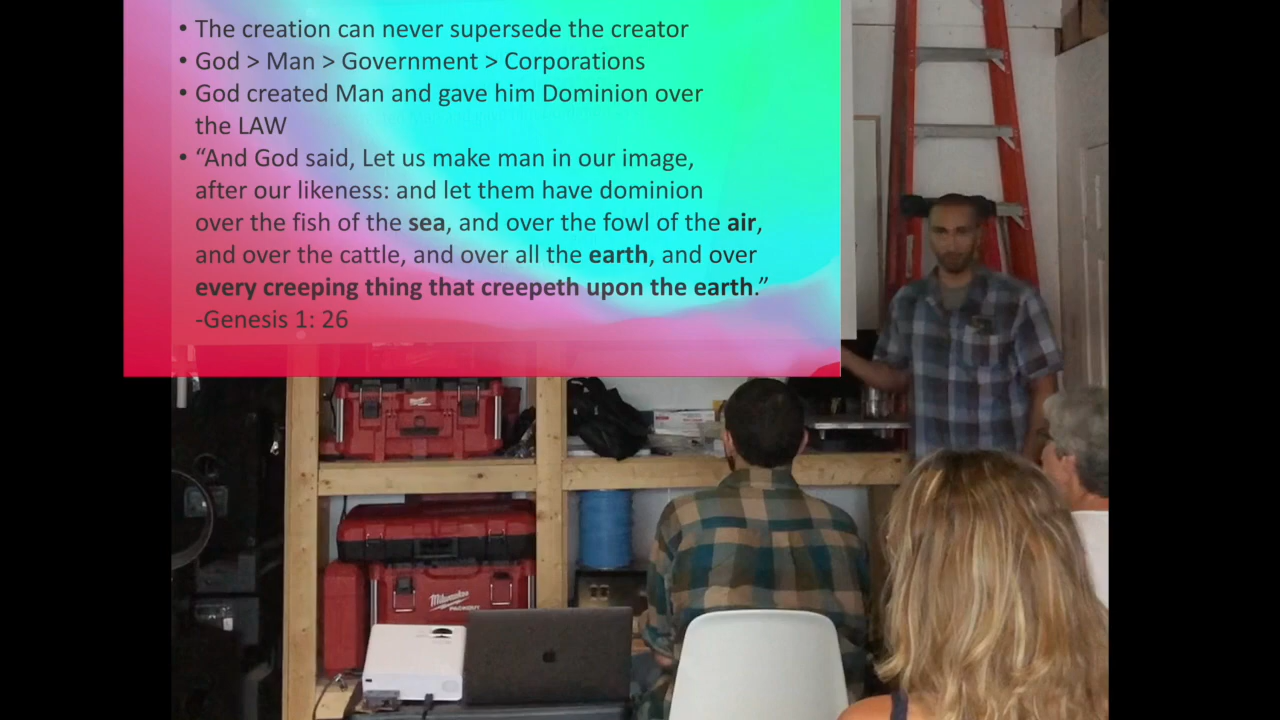 • The creation can never supersede the creator
• God > Man > Government > Corporations
• God created Man and gave him Dominion over
the LAW
• “And God said, Let us make man in our image,
after our likeness: and let them have dominion
over the fish of the sea, and over the fowl of the air,
and over the cattle, and over all the earth, and over
every creeping thing that creepeth upon the earth.”
-Genesis 1: 26
Milwaukee
Milwaukee
PACKOUT